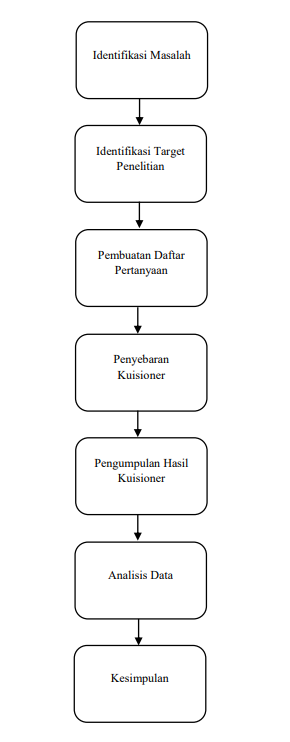 Identifikasi Masalah
Identifikasi Target
Penelitian
Pembuatan Daftar
Pertanyaan
Penyebaran
Kuisioner
Pengumpulan Hasil
Kuisioner
Analisis Data
Kesimpulan